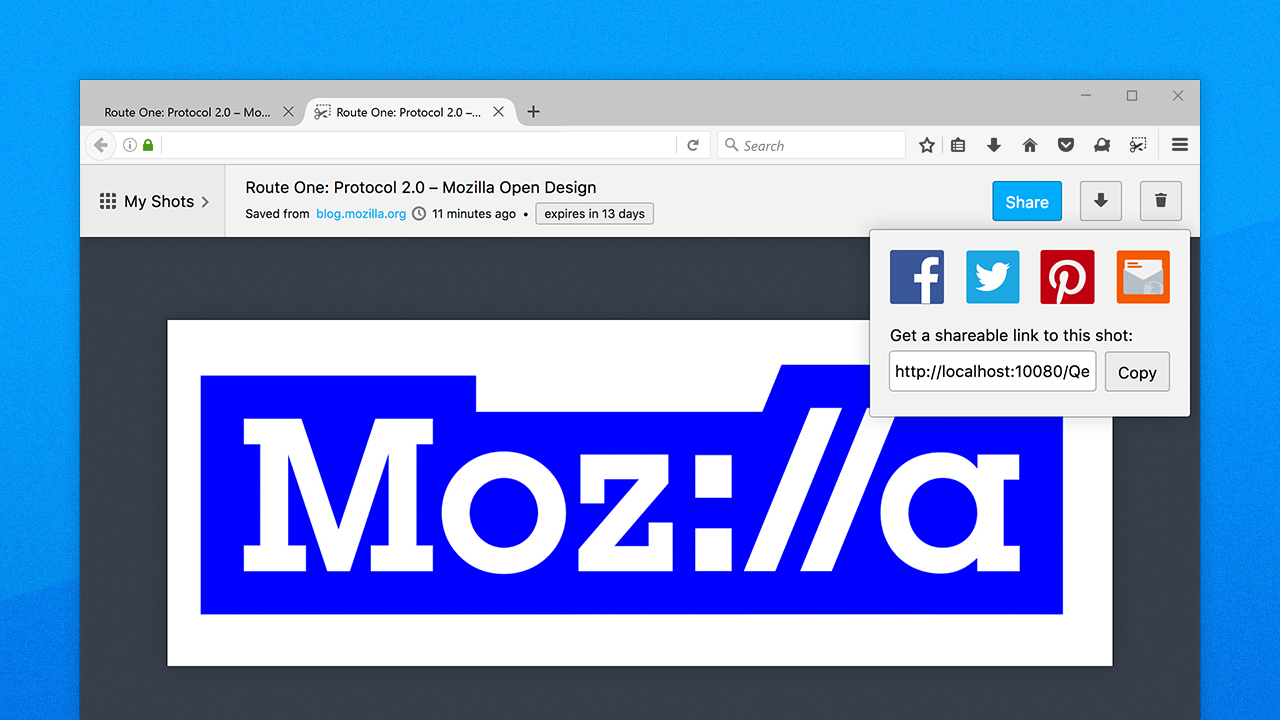 Route One: Protocol 2.0 – Mo...
Route One: Protocol 2.0 –...
Search
My Shots
Route One: Protocol 2.0 – Mozilla Open Design
Saved from blog.mozilla.org 11 minutes ago • expires in 13 days
Share
Get a shareable link to this shot:
http://localhost:10080/Qe
Copy
Moz://a